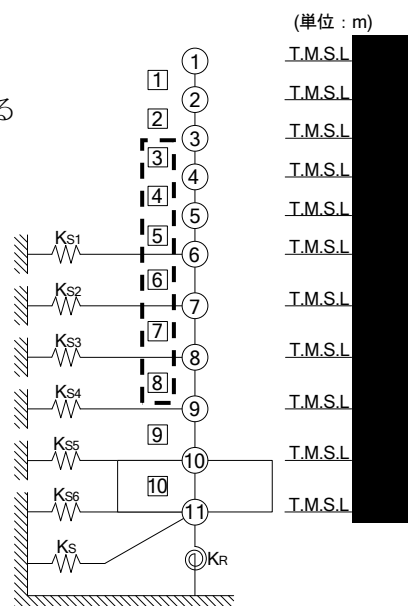 (単位：m)
① T.M.S.L
1
る ② T.M.S.L
2
③ T.M.S.L
3
④ T.M.S.L
4
⑤ T.M.S.L
5
KS1 ⑥ T.M.S.L
6
KS2 ⑦ T.M.S.L
7
KS3 ⑧ T.M.S.L
8
KS4 ⑨ T.M.S.L
9
KS5 ⑩ T.M.S.L
10
KS6 ⑪ T.M.S.L
KS KR